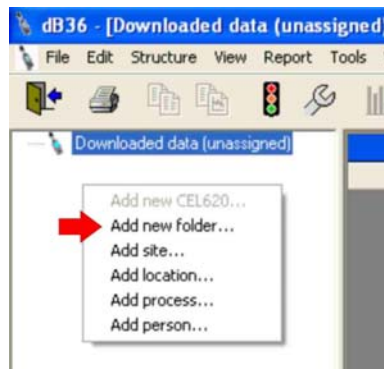 dB36 - [Downloaded data (unassigned)
File Edit Structure View Report Tools
Downloaded data (unassigned)
Add new CEL620...
Add new folder...
Add site...
Add location...
Add process...
Add person...